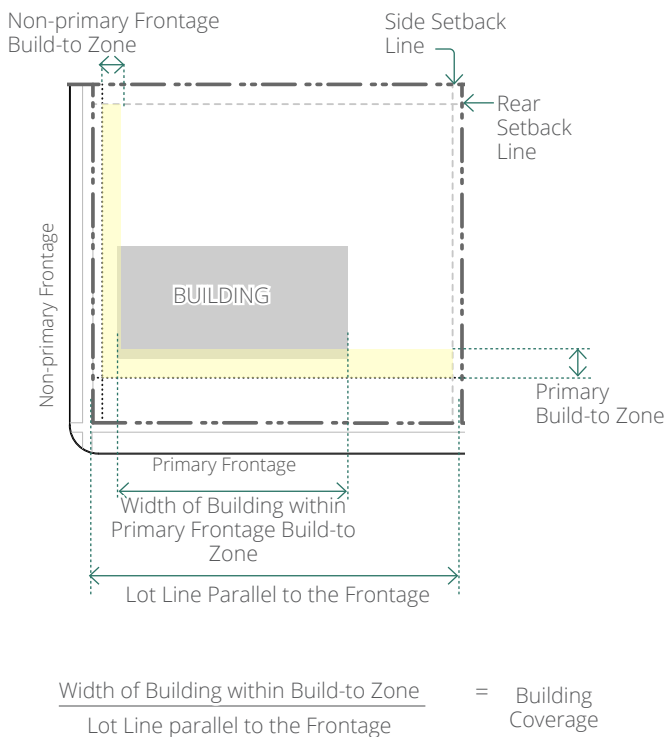 Non-primary Frontage
Build-to Zone
Side Setback
Line
Rear
Setback
Line
Non-primary Frontage
BUILDING
Primary
Build-to Zone
Primary Frontage
Width of Building within
Primary Frontage Build-to
Zone
Lot Line Parallel to the Frontage
Width of Building within Build-to Zone
Lot Line parallel to the Frontage
=
Building
Coverage